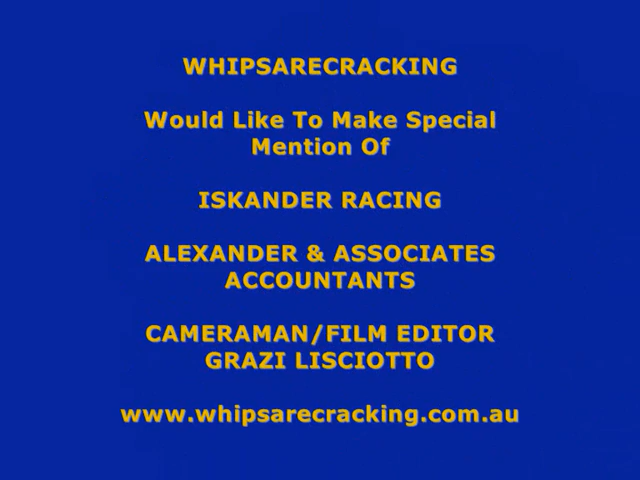 WHIPSARECRACKING
Would Like To Make Special
Mention Of
ISKANDER RACING
ALEXANDER & ASSOCIATES
ACCOUNTANTS
CAMERAMAN/FILM EDITOR
GRAZI LISCIOTTO
www.whipsarecracking.com.au